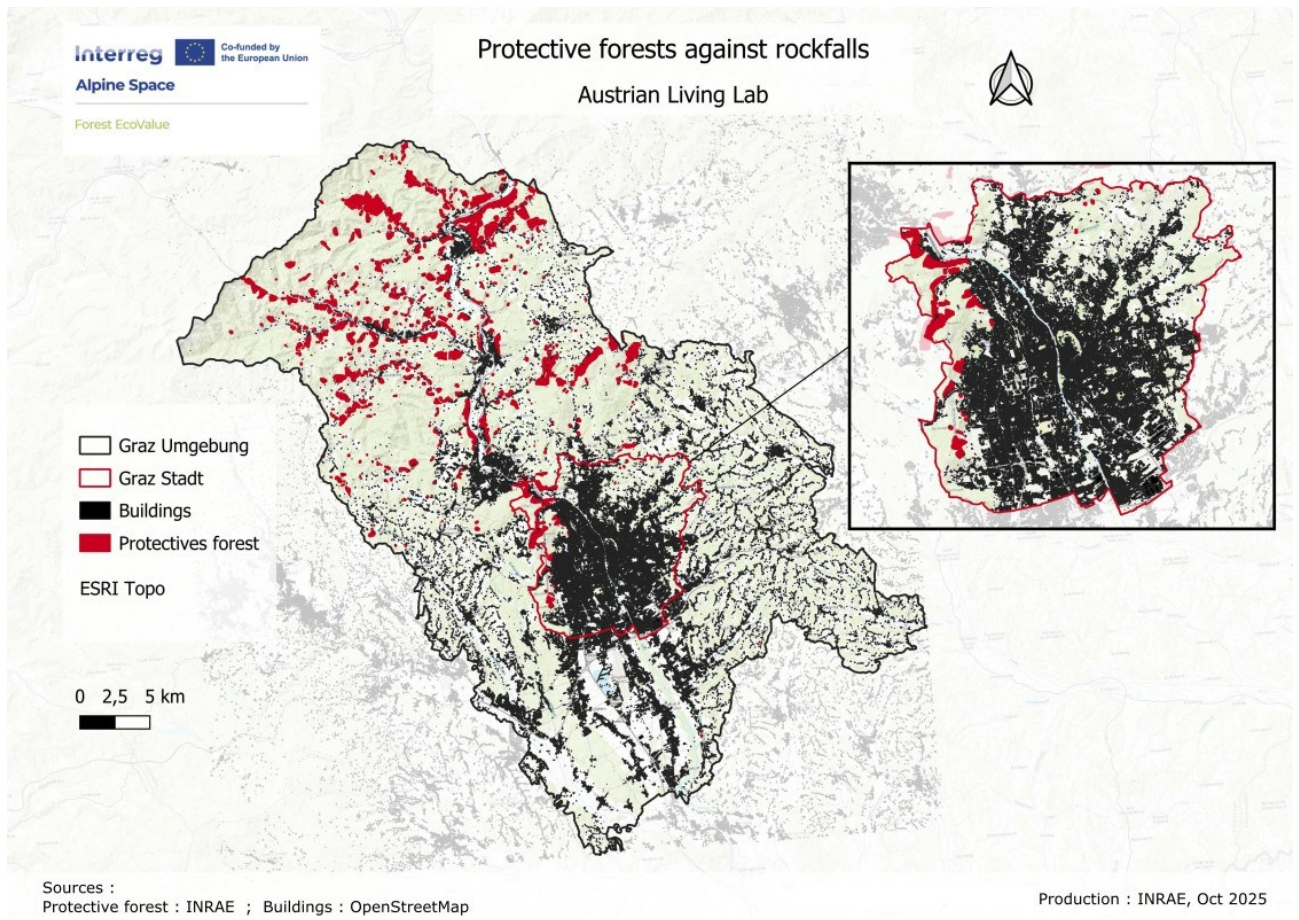 Interreg
Co-funded by
the European Union
Alpine Space
Forest EcoValue
Protective forests against rockfalls
Austrian Living Lab
Graz Umgebung
Graz Stadt
Buildings
Protectives forest
ESRI Topo
0 2,5 5 km
Sources :
Protective forest : INRAE ; Buildings : OpenStreetMap
Production : INRAE, Oct 2025